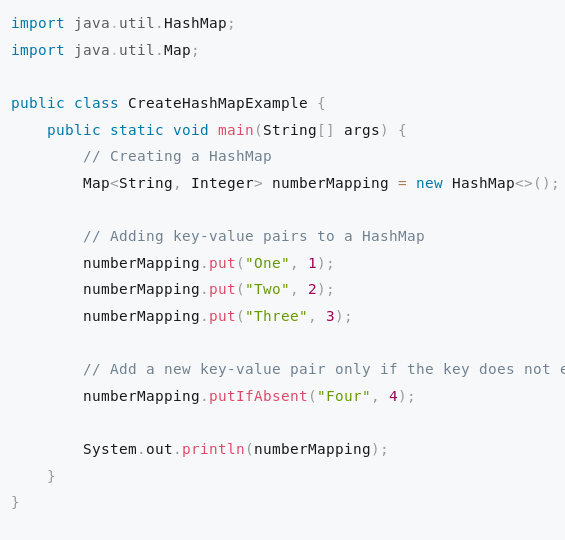 import java.util.HashMap;
import java.util.Map;

public class CreateHashMapExample {
    public static void main(String[] args) {
        // Creating a HashMap
        Map<String, Integer> numberMapping = new HashMap<>();

        // Adding key-value pairs to a HashMap
        numberMapping.put("One", 1);
        numberMapping.put("Two", 2);
        numberMapping.put("Three", 3);

        // Add a new key-value pair only if the key does not e
        numberMapping.putIfAbsent("Four", 4);

        System.out.println(numberMapping);
    }
}